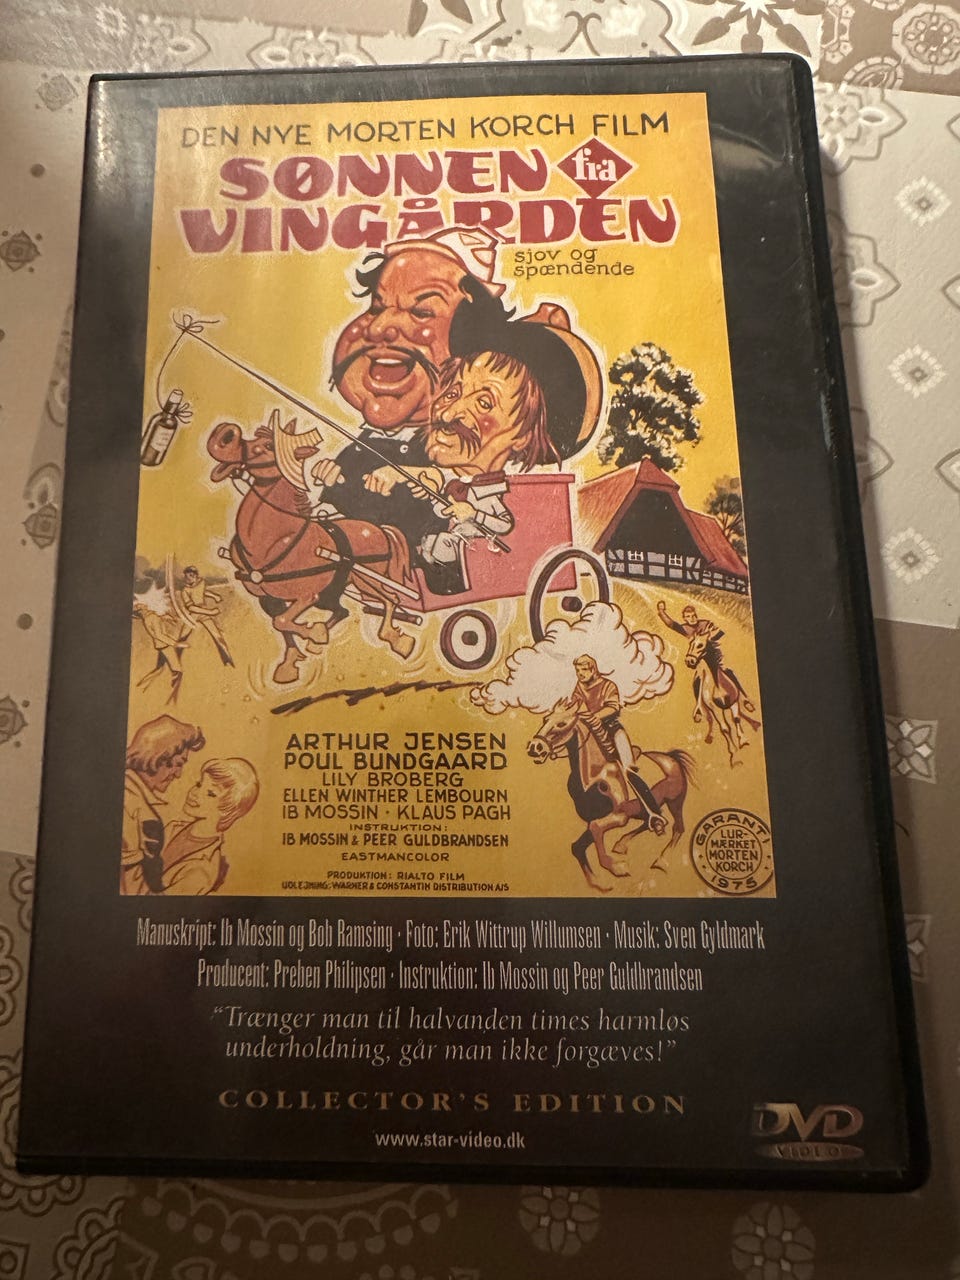 DEN NYE MORTEN KORCH FILM
SØNNEN fra
VINGÅRDEN
sjov og
spændende
ARTHUR JENSEN
POUL BUNDGAARD
LILY BROBERG
ELLEN WINTHER LEMBOURN
IB MOSSIN · KLAUS PAGH
INSTRUKTION:
IB MOSSIN & PEER GULDBRANDSEN
EASTMANCOLOR
PRODUKTION: RIALTO FILM
UDLEJNING: WARNER & CONSTANTIN DISTRIBUTION A/S
GARANT
LUR-
MÆRKET
MORTEN
KORCH
1975
Manuskript: Ib Mossin og Bob Ramsing · Foto: Erik Wittrup Willumsen · Musik: Sven Gyldmark
Producent: Preben Philipsen · Instruktion: Ib Mossin og Peer Guldbrandsen
“Trænger man til halvanden times harmløs
underholdning, går man ikke forgæves!”
COLLECTOR'S EDITION
www.star-video.dk
DVD
VIDEO